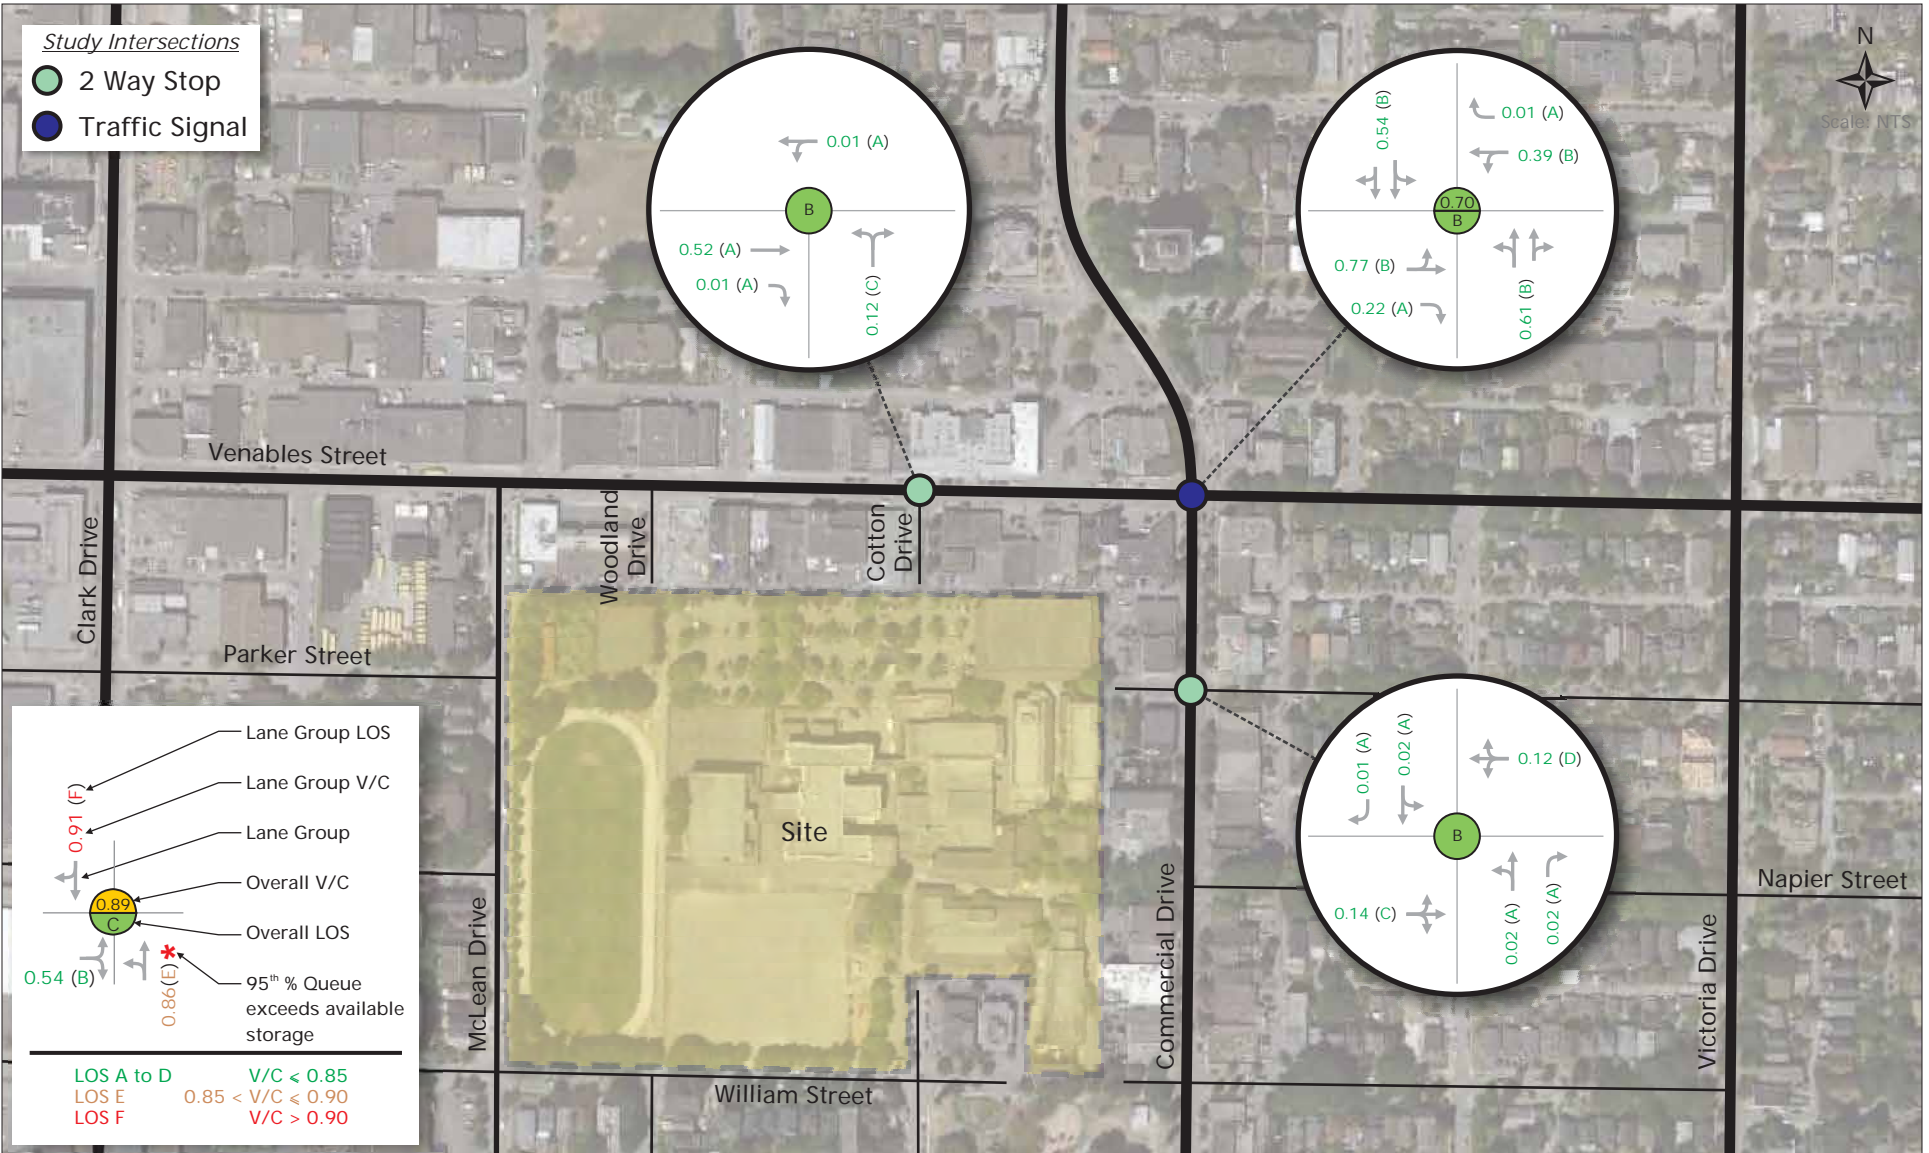 Study Intersections
2 Way Stop
Traffic Signal
N
Scale: NTS
0.01 (A)
B
0.52 (A)
0.01 (A)
0.12 (C)
0.54 (B)
0.01 (A)
0.39 (B)
0.70
B
0.77 (B)
0.22 (A)
0.61 (B)
Venables Street
Woodland
Drive
Cotton
Drive
Clark Drive
Parker Street
Site
McLean Drive
Commercial Drive
Victoria Drive
Napier Street
William Street
0.01 (A)
0.02 (A)
0.12 (D)
B
0.14 (C)
0.02 (A)
0.02 (A)
Lane Group LOS
Lane Group V/C
Lane Group
Overall V/C
Overall LOS
95th % Queue
exceeds available
storage
0.91 (F)
0.89
C
0.54 (B)
0.86(E)
*
LOS A to D V/C ⩽ 0.85
LOS E 0.85 < V/C ⩽ 0.90
LOS F V/C > 0.90